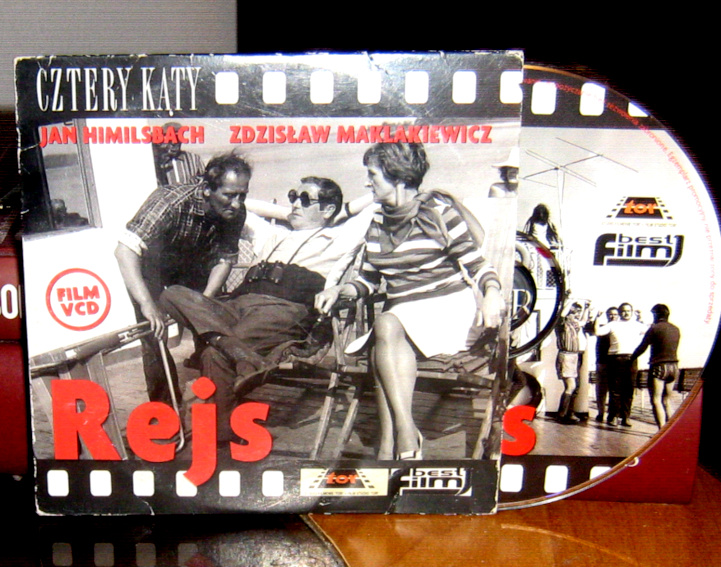 CZTERY KĄTY
JAN HIMILSBACH ZDZISŁAW MAKLAKIEWICZ
FILM
VCD
Rejs
tor
best
film
tor
best
film
s